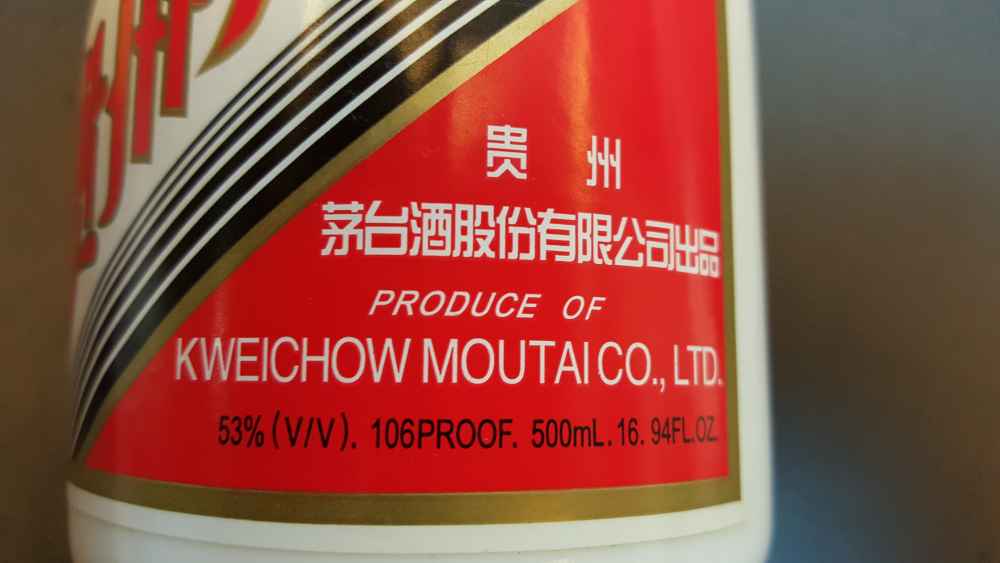 贵州
茅台酒股份有限公司出品
PRODUCE OF
KWEICHOW MOUTAI CO., LTD.
53% (V/V). 106PROOF. 500mL. 16. 94FL.OZ.